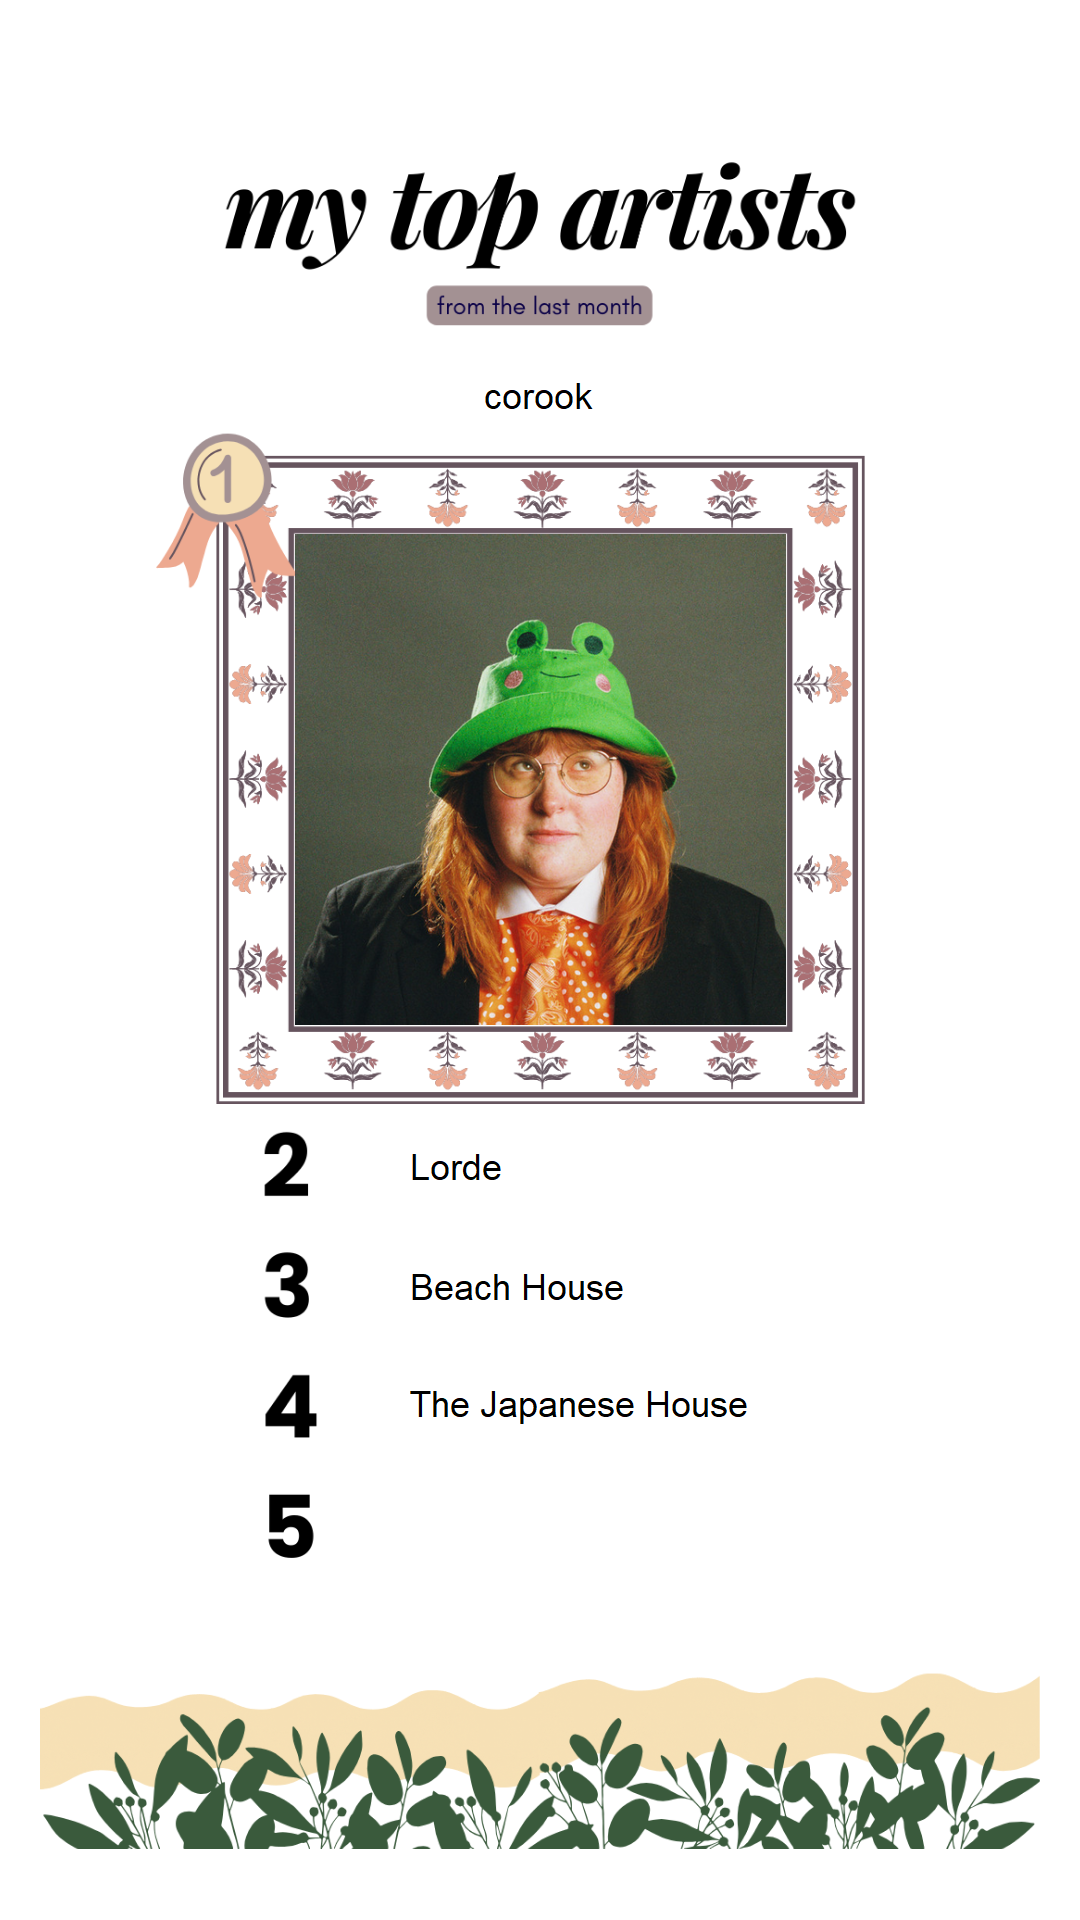 my top artists
from the last month
corook
1
2 Lorde
3 Beach House
4 The Japanese House
5